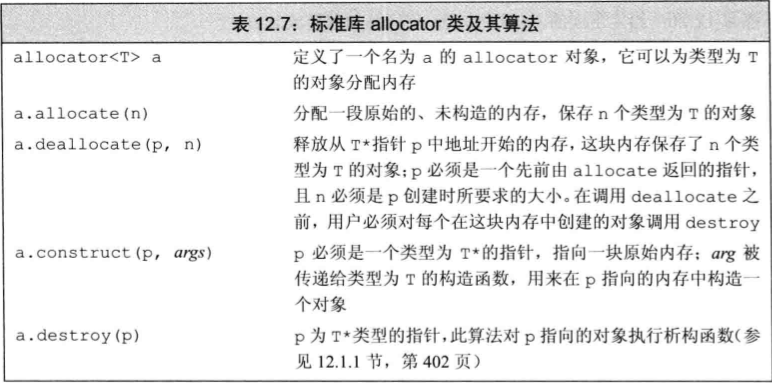 表 12.7：标准库 allocator 类及其算法
allocator<T> a 定义了一个名为 a 的 allocator 对象，它可以为类型为 T
的对象分配内存
a.allocate(n) 分配一段原始的、未构造的内存，保存 n 个类型为 T 的对象
a.deallocate(p, n) 释放从 T*指针 p 中地址开始的内存，这块内存保存了 n 个类
型为 T 的对象；p 必须是一个先前由 allocate 返回的指针，
且 n 必须是 p 创建时所要求的大小。在调用 deallocate 之
前，用户必须对每个在这块内存中创建的对象调用 destroy
a.construct(p, args) p 必须是一个类型为 T*的指针，指向一块原始内存；arg 被
传递给类型为 T 的构造函数，用来在 p 指向的内存中构造一
个对象
a.destroy(p) p 为 T*类型的指针，此算法对 p 指向的对象执行析构函数（参
见 12.1.1 节，第 402 页）